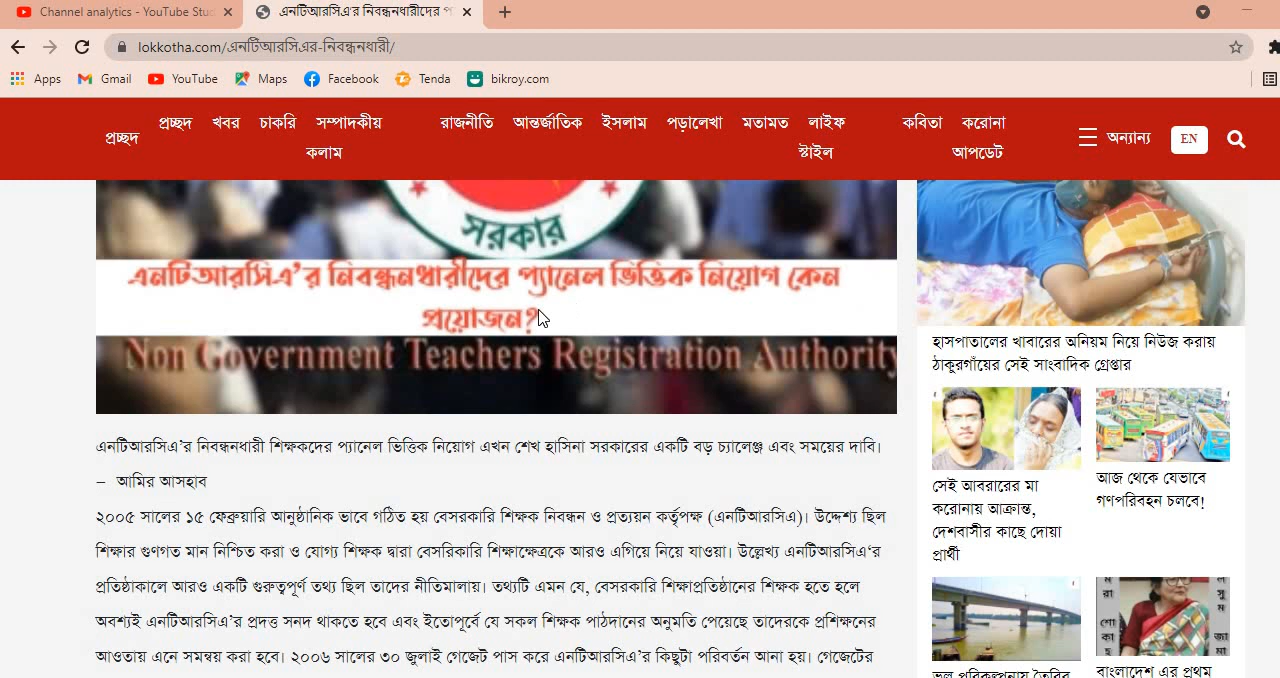 Channel analytics - YouTube Stud
এনটিআরসিএ'র নিবন্ধনধারীদের প
lokkotha.com/এনটিআরসিএর-নিবন্ধনধারী/
Apps Gmail YouTube Maps Facebook Tenda bikroy.com
প্রচ্ছদ
প্রচ্ছদ খবর চাকরি সম্পাদকীয় কলাম
রাজনীতি আন্তর্জাতিক ইসলাম পড়ালেখা মতামত লাইফ স্টাইল
কবিতা করোনা আপডেট
অন্যান্য
EN
সরকার
এনটিআরসিএ'র নিবন্ধনধারীদের প্যানেল ভিত্তিক নিয়োগ কেন
প্রয়োজন?
Non Government Teachers Registration Authority
এনটিআরসিএ'র নিবন্ধনধারী শিক্ষকদের প্যানেল ভিত্তিক নিয়োগ এখন শেখ হাসিনা সরকারের একটি বড় চ্যালেঞ্জ এবং সময়ের দাবি।
– আমির আসহাব
২০০৫ সালের ১৫ ফেব্রুয়ারি আনুষ্ঠানিক ভাবে গঠিত হয় বেসরকারি শিক্ষক নিবন্ধন ও প্রত্যয়ন কর্তৃপক্ষ (এনটিআরসিএ)। উদ্দেশ্য ছিল
শিক্ষার গুণগত মান নিশ্চিত করা ও যোগ্য শিক্ষক দ্বারা বেসরিকারি শিক্ষাক্ষেত্রকে আরও এগিয়ে নিয়ে যাওয়া। উল্লেখ্য এনটিআরসিএ'র
প্রতিষ্ঠাকালে আরও একটি গুরুত্বপূর্ণ তথ্য ছিল তাদের নীতিমালায়। তথ্যটি এমন যে, বেসরকারি শিক্ষাপ্রতিষ্ঠানের শিক্ষক হতে হলে
অবশ্যই এনটিআরসিএ'র প্রদত্ত সনদ থাকতে হবে এবং ইতোপূর্বে যে সকল শিক্ষক পাঠদানের অনুমতি পেয়েছে তাদেরকে প্রশিক্ষনের
আওতায় এনে সমন্বয় করা হবে। ২০০৬ সালের ৩০ জুলাই গেজেট পাস করে এনটিআরসিএ'র কিছুটা পরিবর্তন আনা হয়। গেজেটের
হাসপাতালের খাবারের অনিয়ম নিয়ে নিউজ করায়
ঠাকুরগাঁয়ের সেই সাংবাদিক গ্রেপ্তার
সেই আবরারের মা
করোনায় আক্রান্ত,
দেশবাসীর কাছে দোয়া
প্রার্থী
আজ থেকে যেভাবে
গণপরিবহন চলবে!
ভুল পরিকল্পনায় তৈরির
বাংলাদেশ এর প্রথম